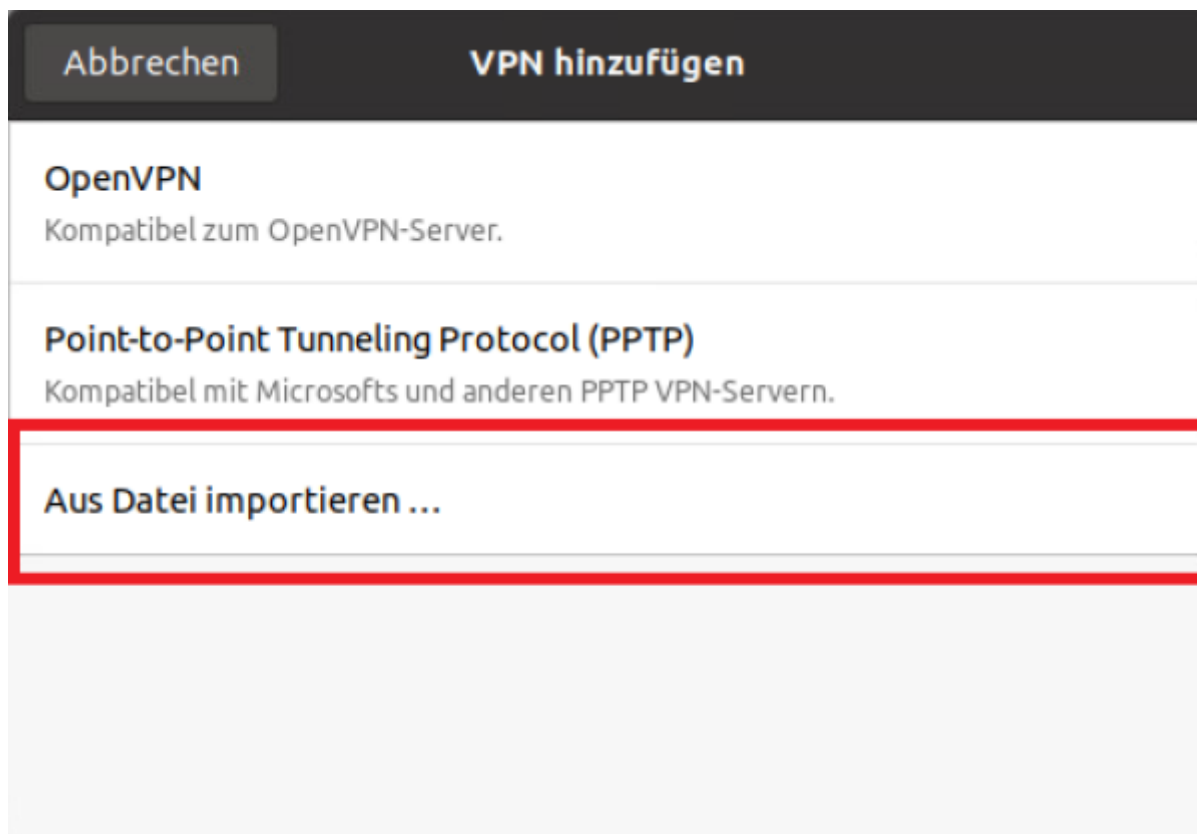 Abbrechen
VPN hinzufügen
OpenVPN
Kompatibel zum OpenVPN-Server.
Point-to-Point Tunneling Protocol (PPTP)
Kompatibel mit Microsofts und anderen PPTP VPN-Servern.
Aus Datei importieren …